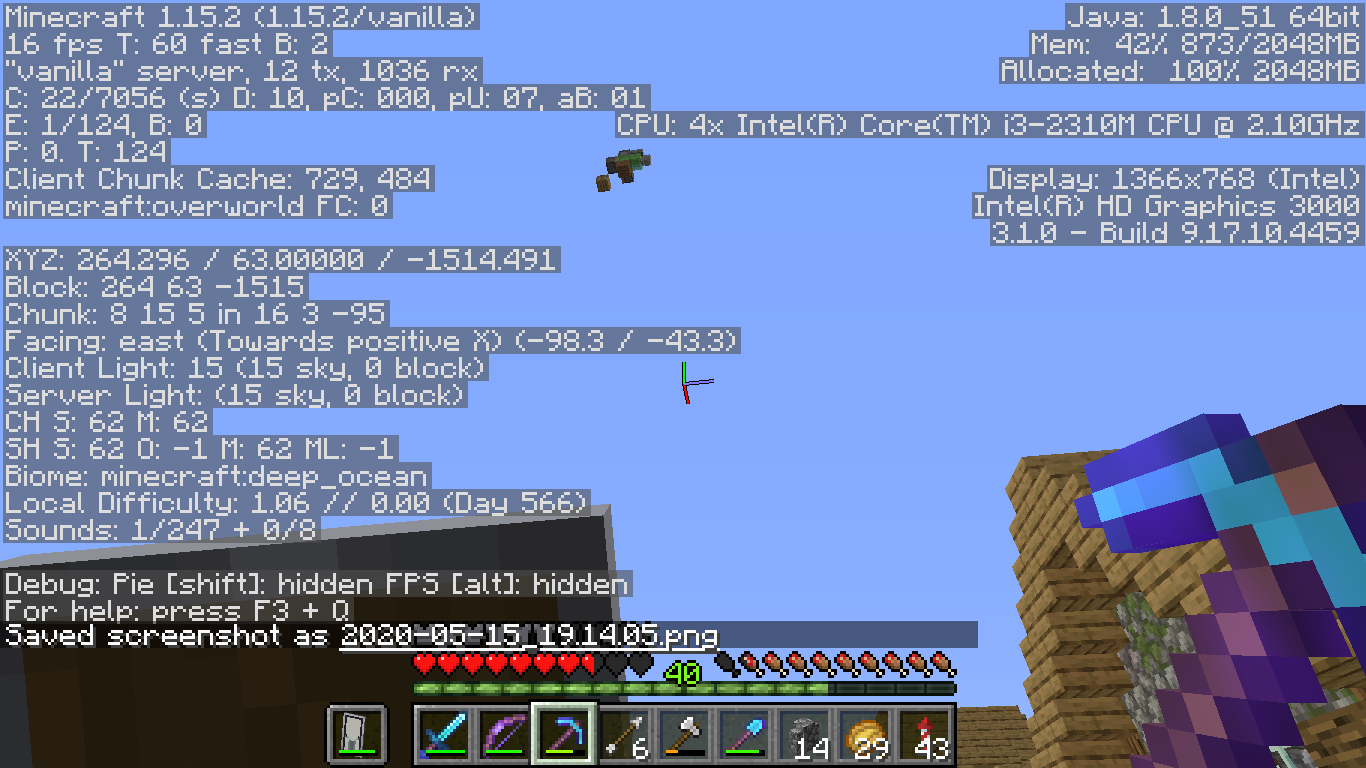 Minecraft 1.15.2 (1.15.2/vanilla)
16 fps T: 60 fast B: 2
"vanilla" server, 12 tx, 1036 rx
C: 22/7056 (s) D: 10, pC: 000, pU: 07, aB: 01
E: 1/124, B: 0
P: 0. T: 124
Client Chunk Cache: 729, 484
minecraft:overworld FC: 0
XYZ: 264.296 / 63.00000 / -1514.491
Block: 264 63 -1515
Chunk: 8 15 5 in 16 3 -95
Facing: east (Towards positive X) (-98.3 / -43.3)
Client Light: 15 (15 sky, 0 block)
Server Light: (15 sky, 0 block)
CH S: 62 M: 62
SH S: 62 O: -1 M: 62 ML: -1
Biome: minecraft:deep_ocean
Local Difficulty: 1.06 // 0.00 (Day 566)
Sounds: 1/247 + 0/8
Debug: Pie [shift]: hidden FPS [alt]: hidden
For help: press F3 + Q
Saved screenshot as 2020-05-15_19.14.05.png
Java: 1.8.0_51 64bit
Mem: 42% 873/2048MB
Allocated: 100% 2048MB
CPU: 4x Intel(R) Core(TM) i3-2310M CPU @ 2.10GHz
Display: 1366x768 (Intel)
Intel(R) HD Graphics 3000
3.1.0 - Build 9.17.10.4459
40
6 14 29 43